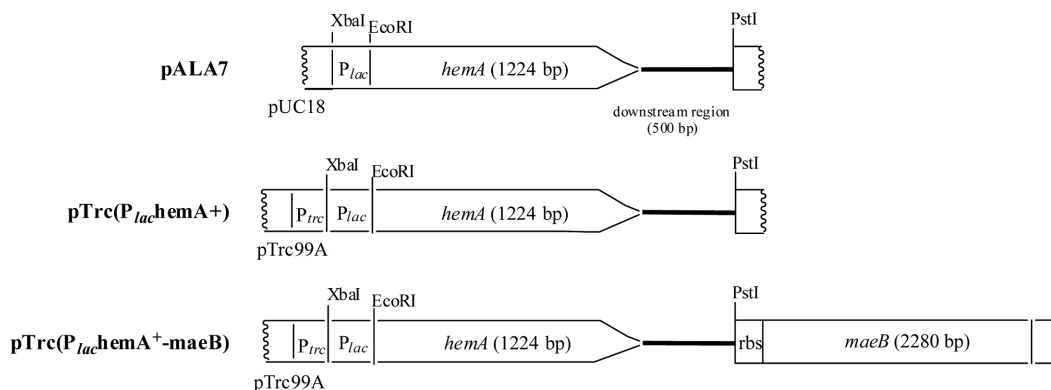 XbaI EcoRI PstI
pALA7 Plac hemA (1224 bp)
pUC18
downstream region
(500 bp)
XbaI EcoRI PstI
pTrc(PlachemA+) Ptrc Plac hemA (1224 bp)
pTrc99A
XbaI EcoRI PstI
pTrc(PlachemA+-maeB) Ptrc Plac hemA (1224 bp) rbs maeB (2280 bp)
pTrc99A